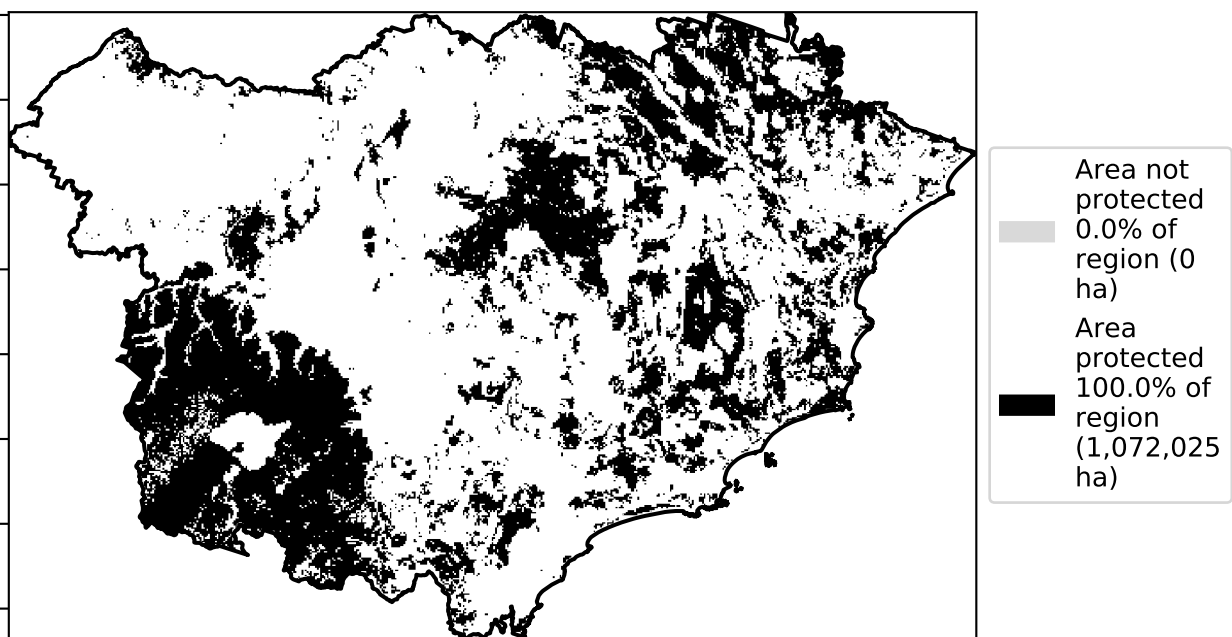 Area not
protected
0.0% of
region (0
ha)
Area
protected
100.0% of
region
(1,072,025
ha)